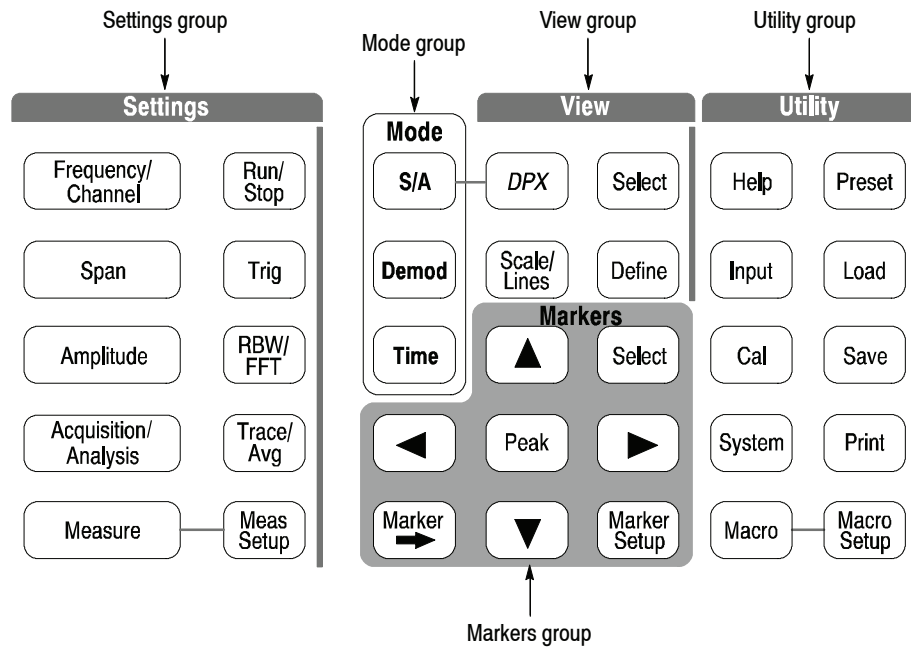 Settings group
Mode group
View group
Utility group
Settings
View
Utility
Mode
Frequency/
Channel
Run/
Stop
S/A
DPX
Select
Help
Preset
Span
Trig
Demod
Scale/
Lines
Define
Input
Load
Markers
Amplitude
RBW/
FFT
Time
Select
Cal
Save
Acquisition/
Analysis
Trace/
Avg
Peak
System
Print
Measure
Meas
Setup
Marker
Marker
Setup
Macro
Macro
Setup
Markers group